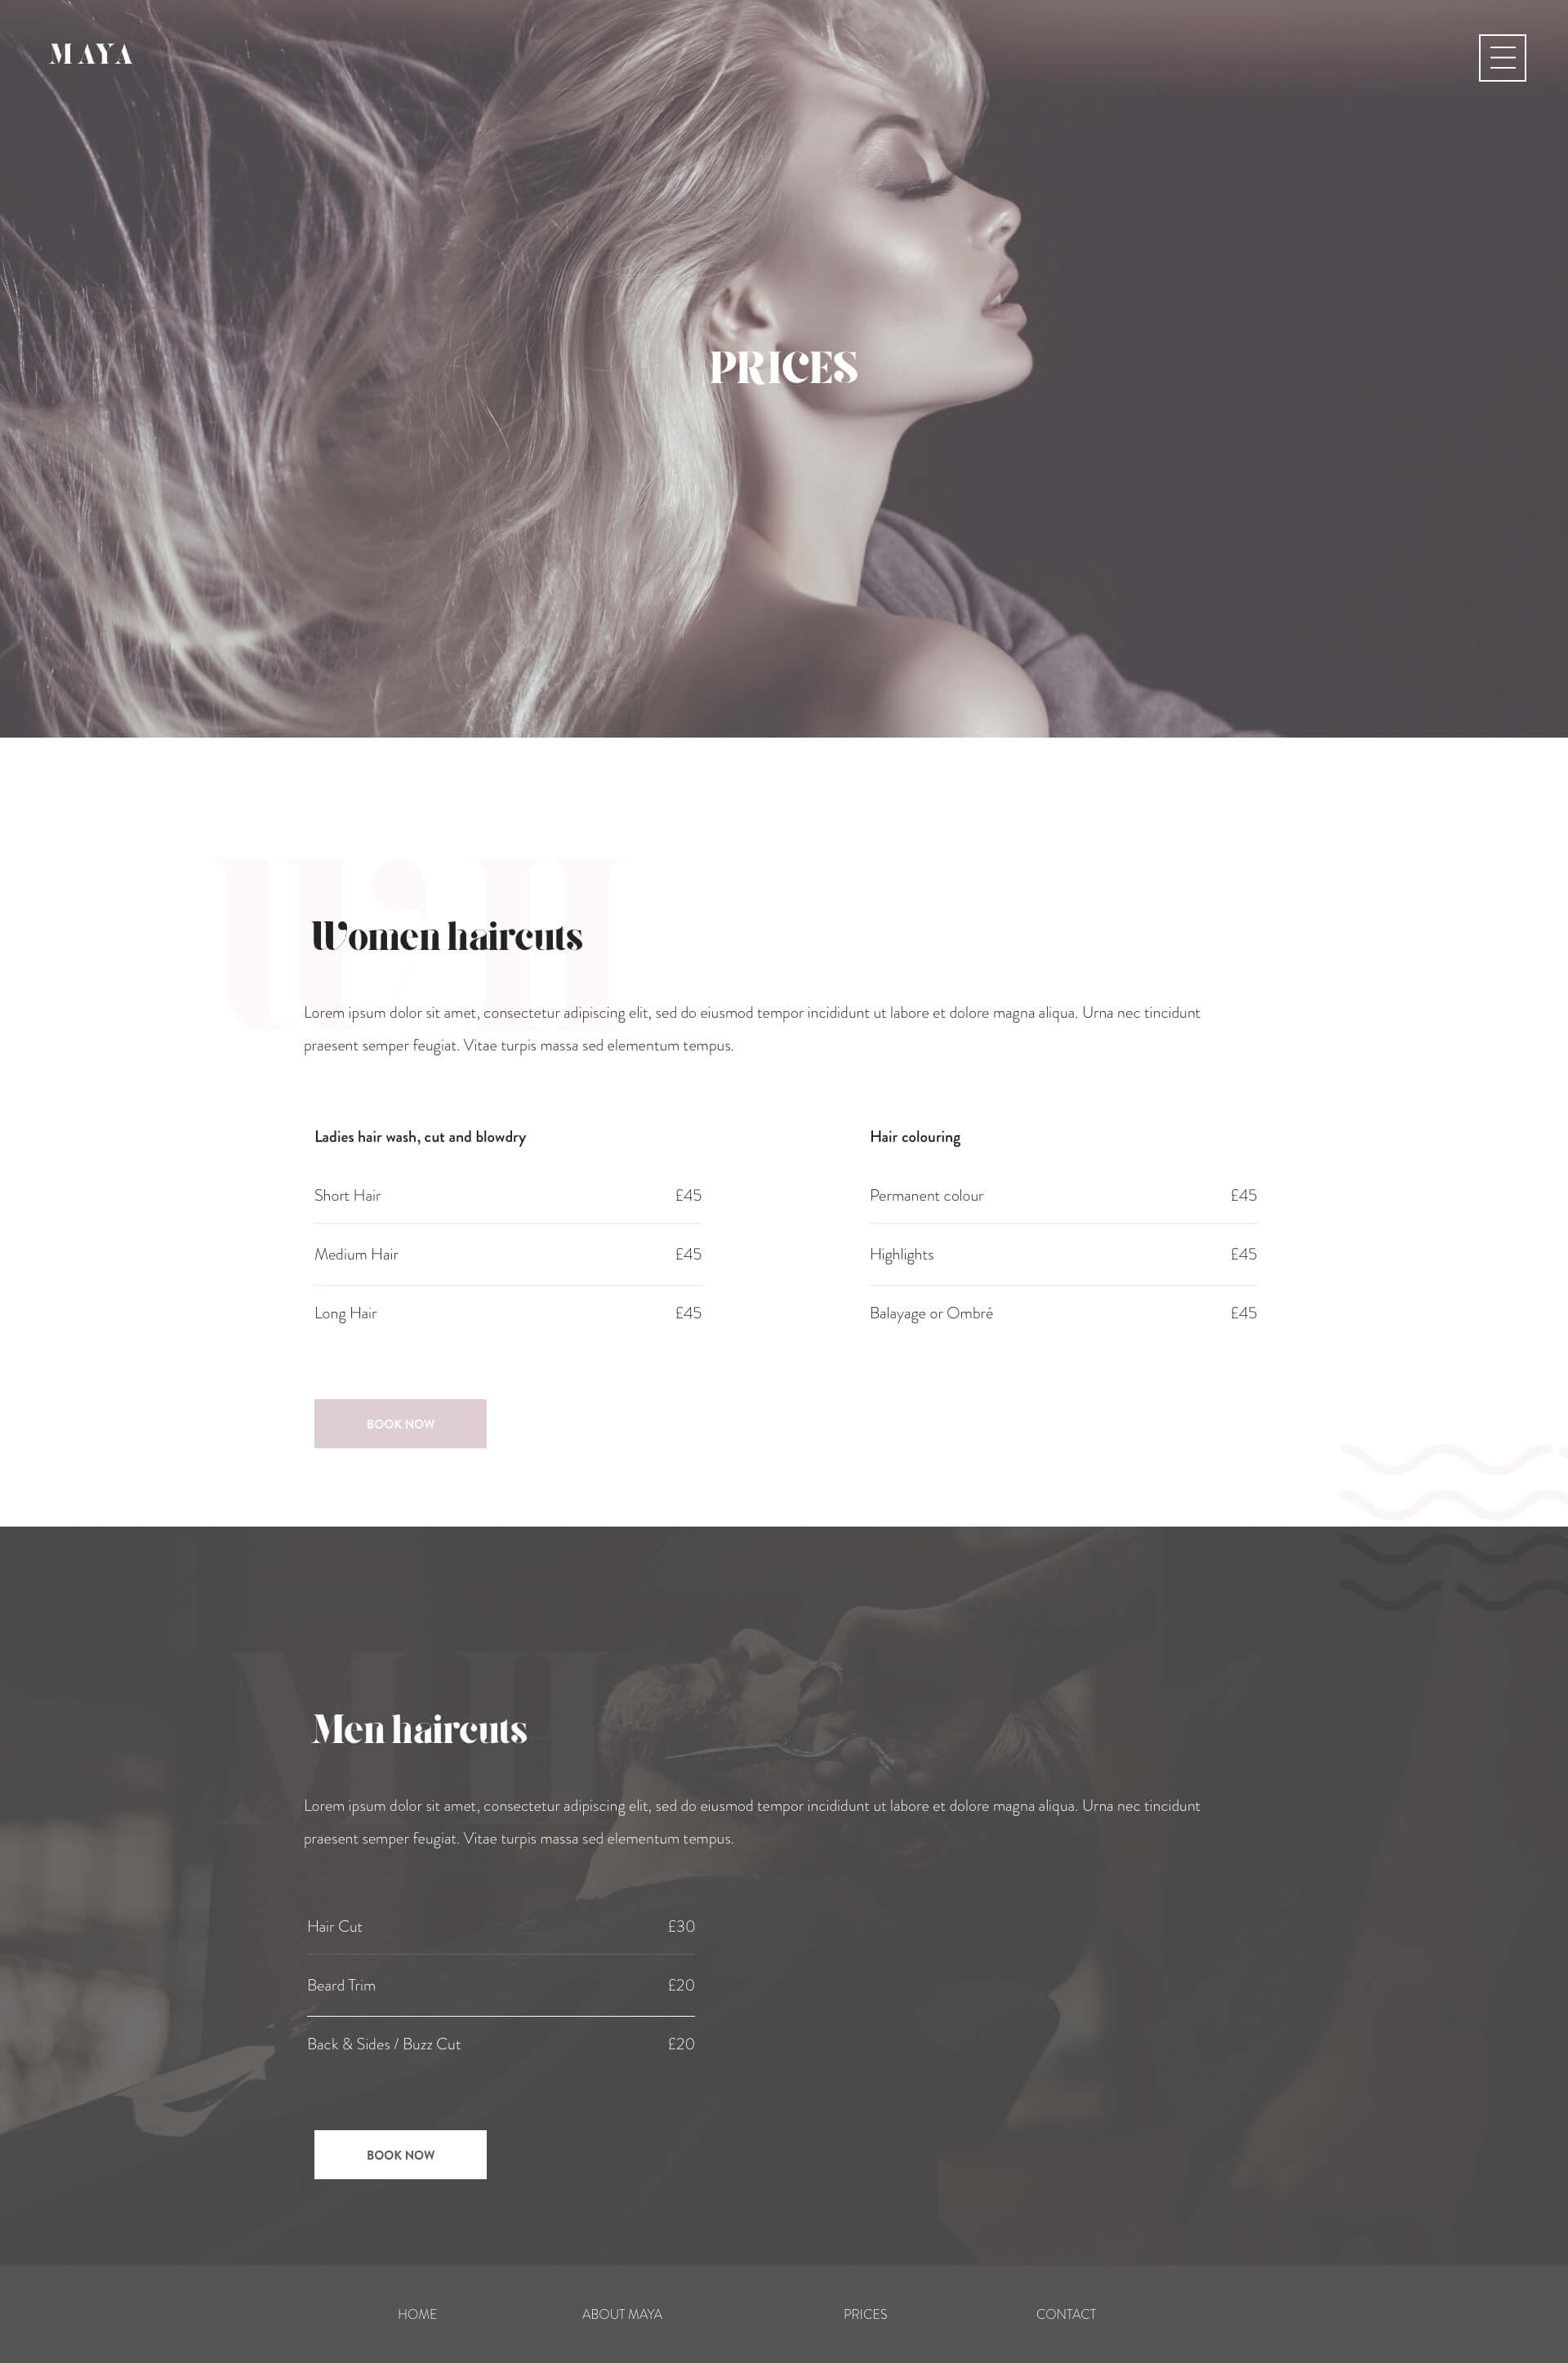 MAYA
PRICES
WH
Women haircuts
Lorem ipsum dolor sit amet, consectetur adipiscing elit, sed do eiusmod tempor incididunt ut labore et dolore magna aliqua. Urna nec tincidunt
praesent semper feugiat. Vitae turpis massa sed elementum tempus.
Ladies hair wash, cut and blowdry
Short Hair £45
Medium Hair £45
Long Hair £45
Hair colouring
Permanent colour £45
Highlights £45
Balayage or Ombré £45
BOOK NOW
MH
Men haircuts
Lorem ipsum dolor sit amet, consectetur adipiscing elit, sed do eiusmod tempor incididunt ut labore et dolore magna aliqua. Urna nec tincidunt
praesent semper feugiat. Vitae turpis massa sed elementum tempus.
Hair Cut £30
Beard Trim £20
Back & Sides / Buzz Cut £20
BOOK NOW
HOME ABOUT MAYA PRICES CONTACT